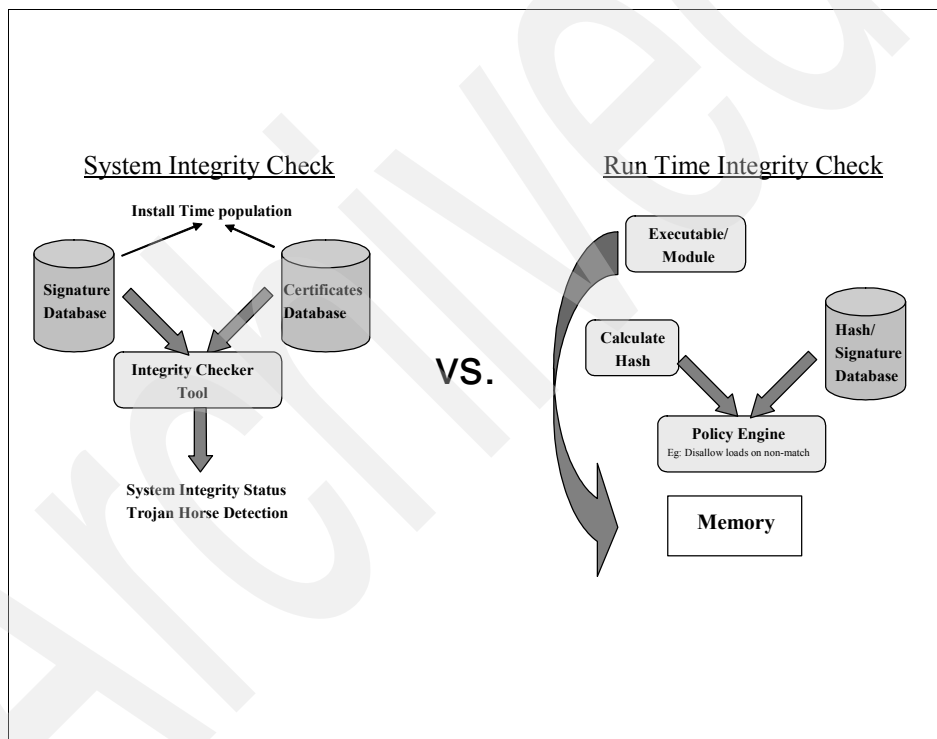 System Integrity Check
Install Time population
Signature
Database
Certificates
Database
Integrity Checker
Tool
System Integrity Status
Trojan Horse Detection
vs.
Run Time Integrity Check
Executable/
Module
Calculate
Hash
Hash/
Signature
Database
Policy Engine
Eg: Disallow loads on non-match
Memory
Archived